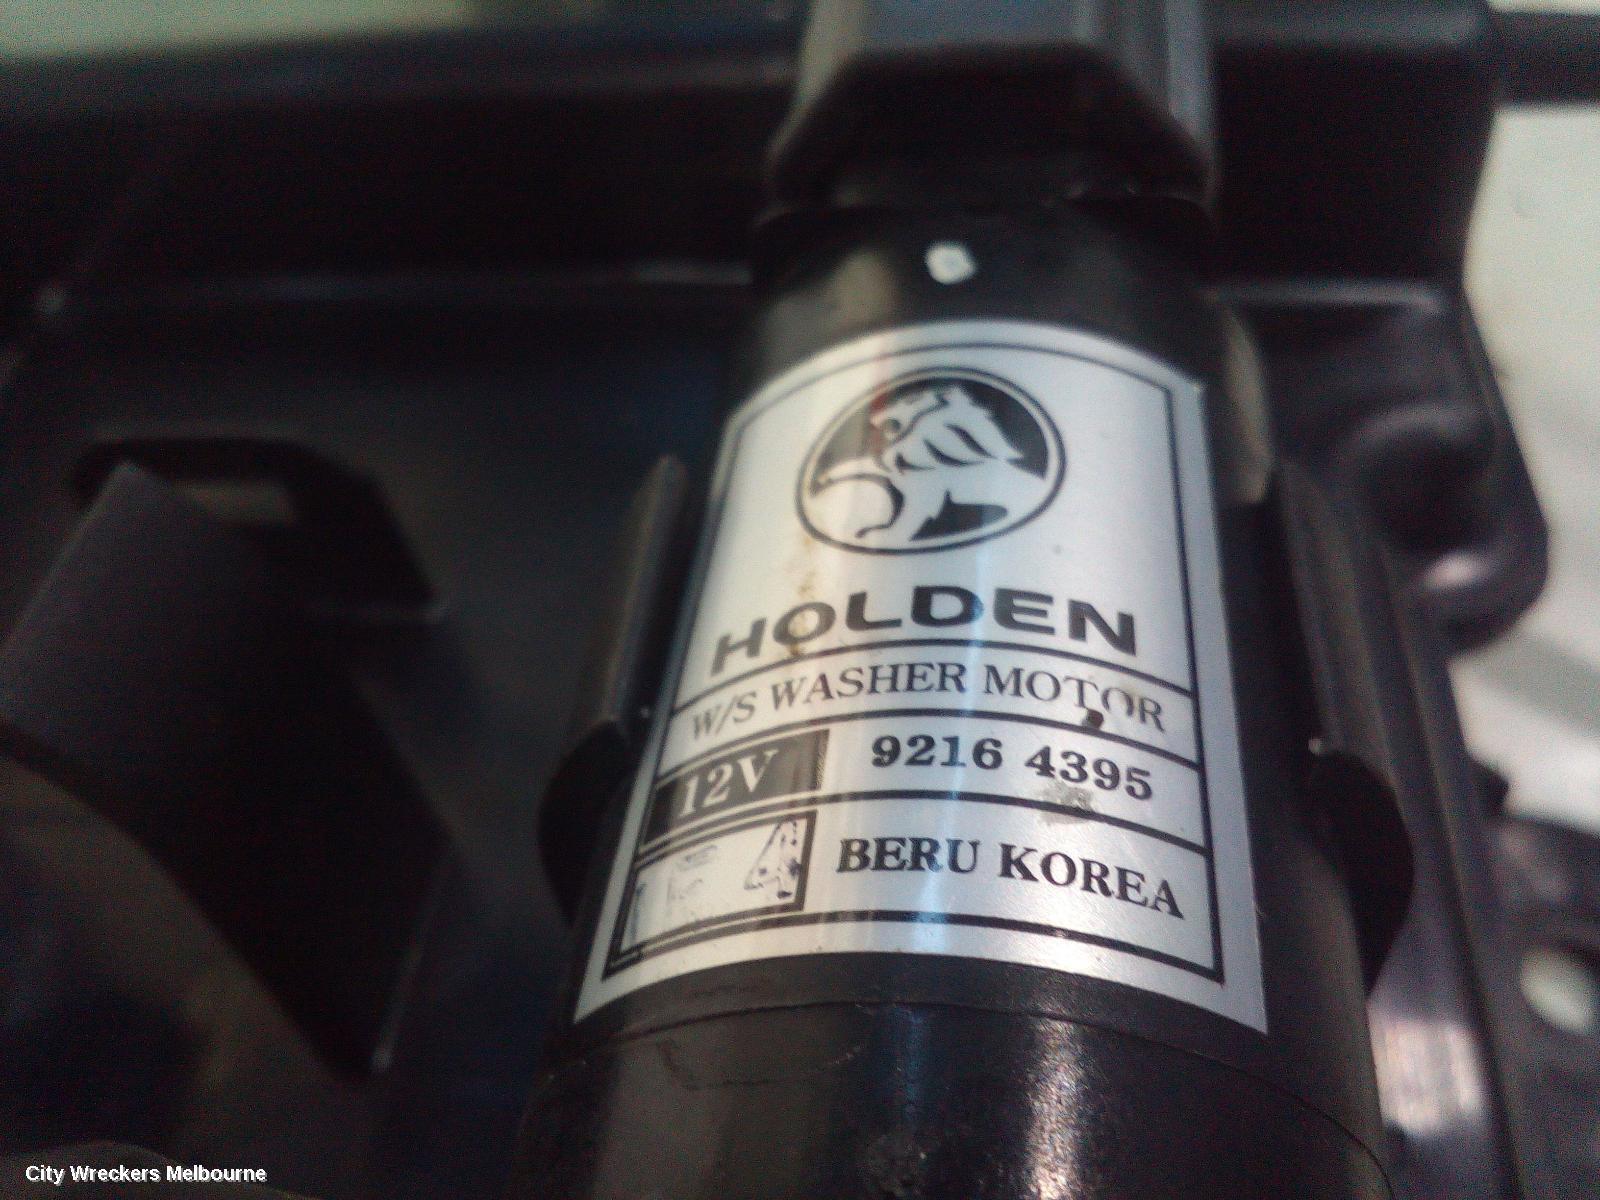 HOLDEN
W/S WASHER MOTOR
12V 9216 4395
BERU KOREA
City Wreckers Melbourne